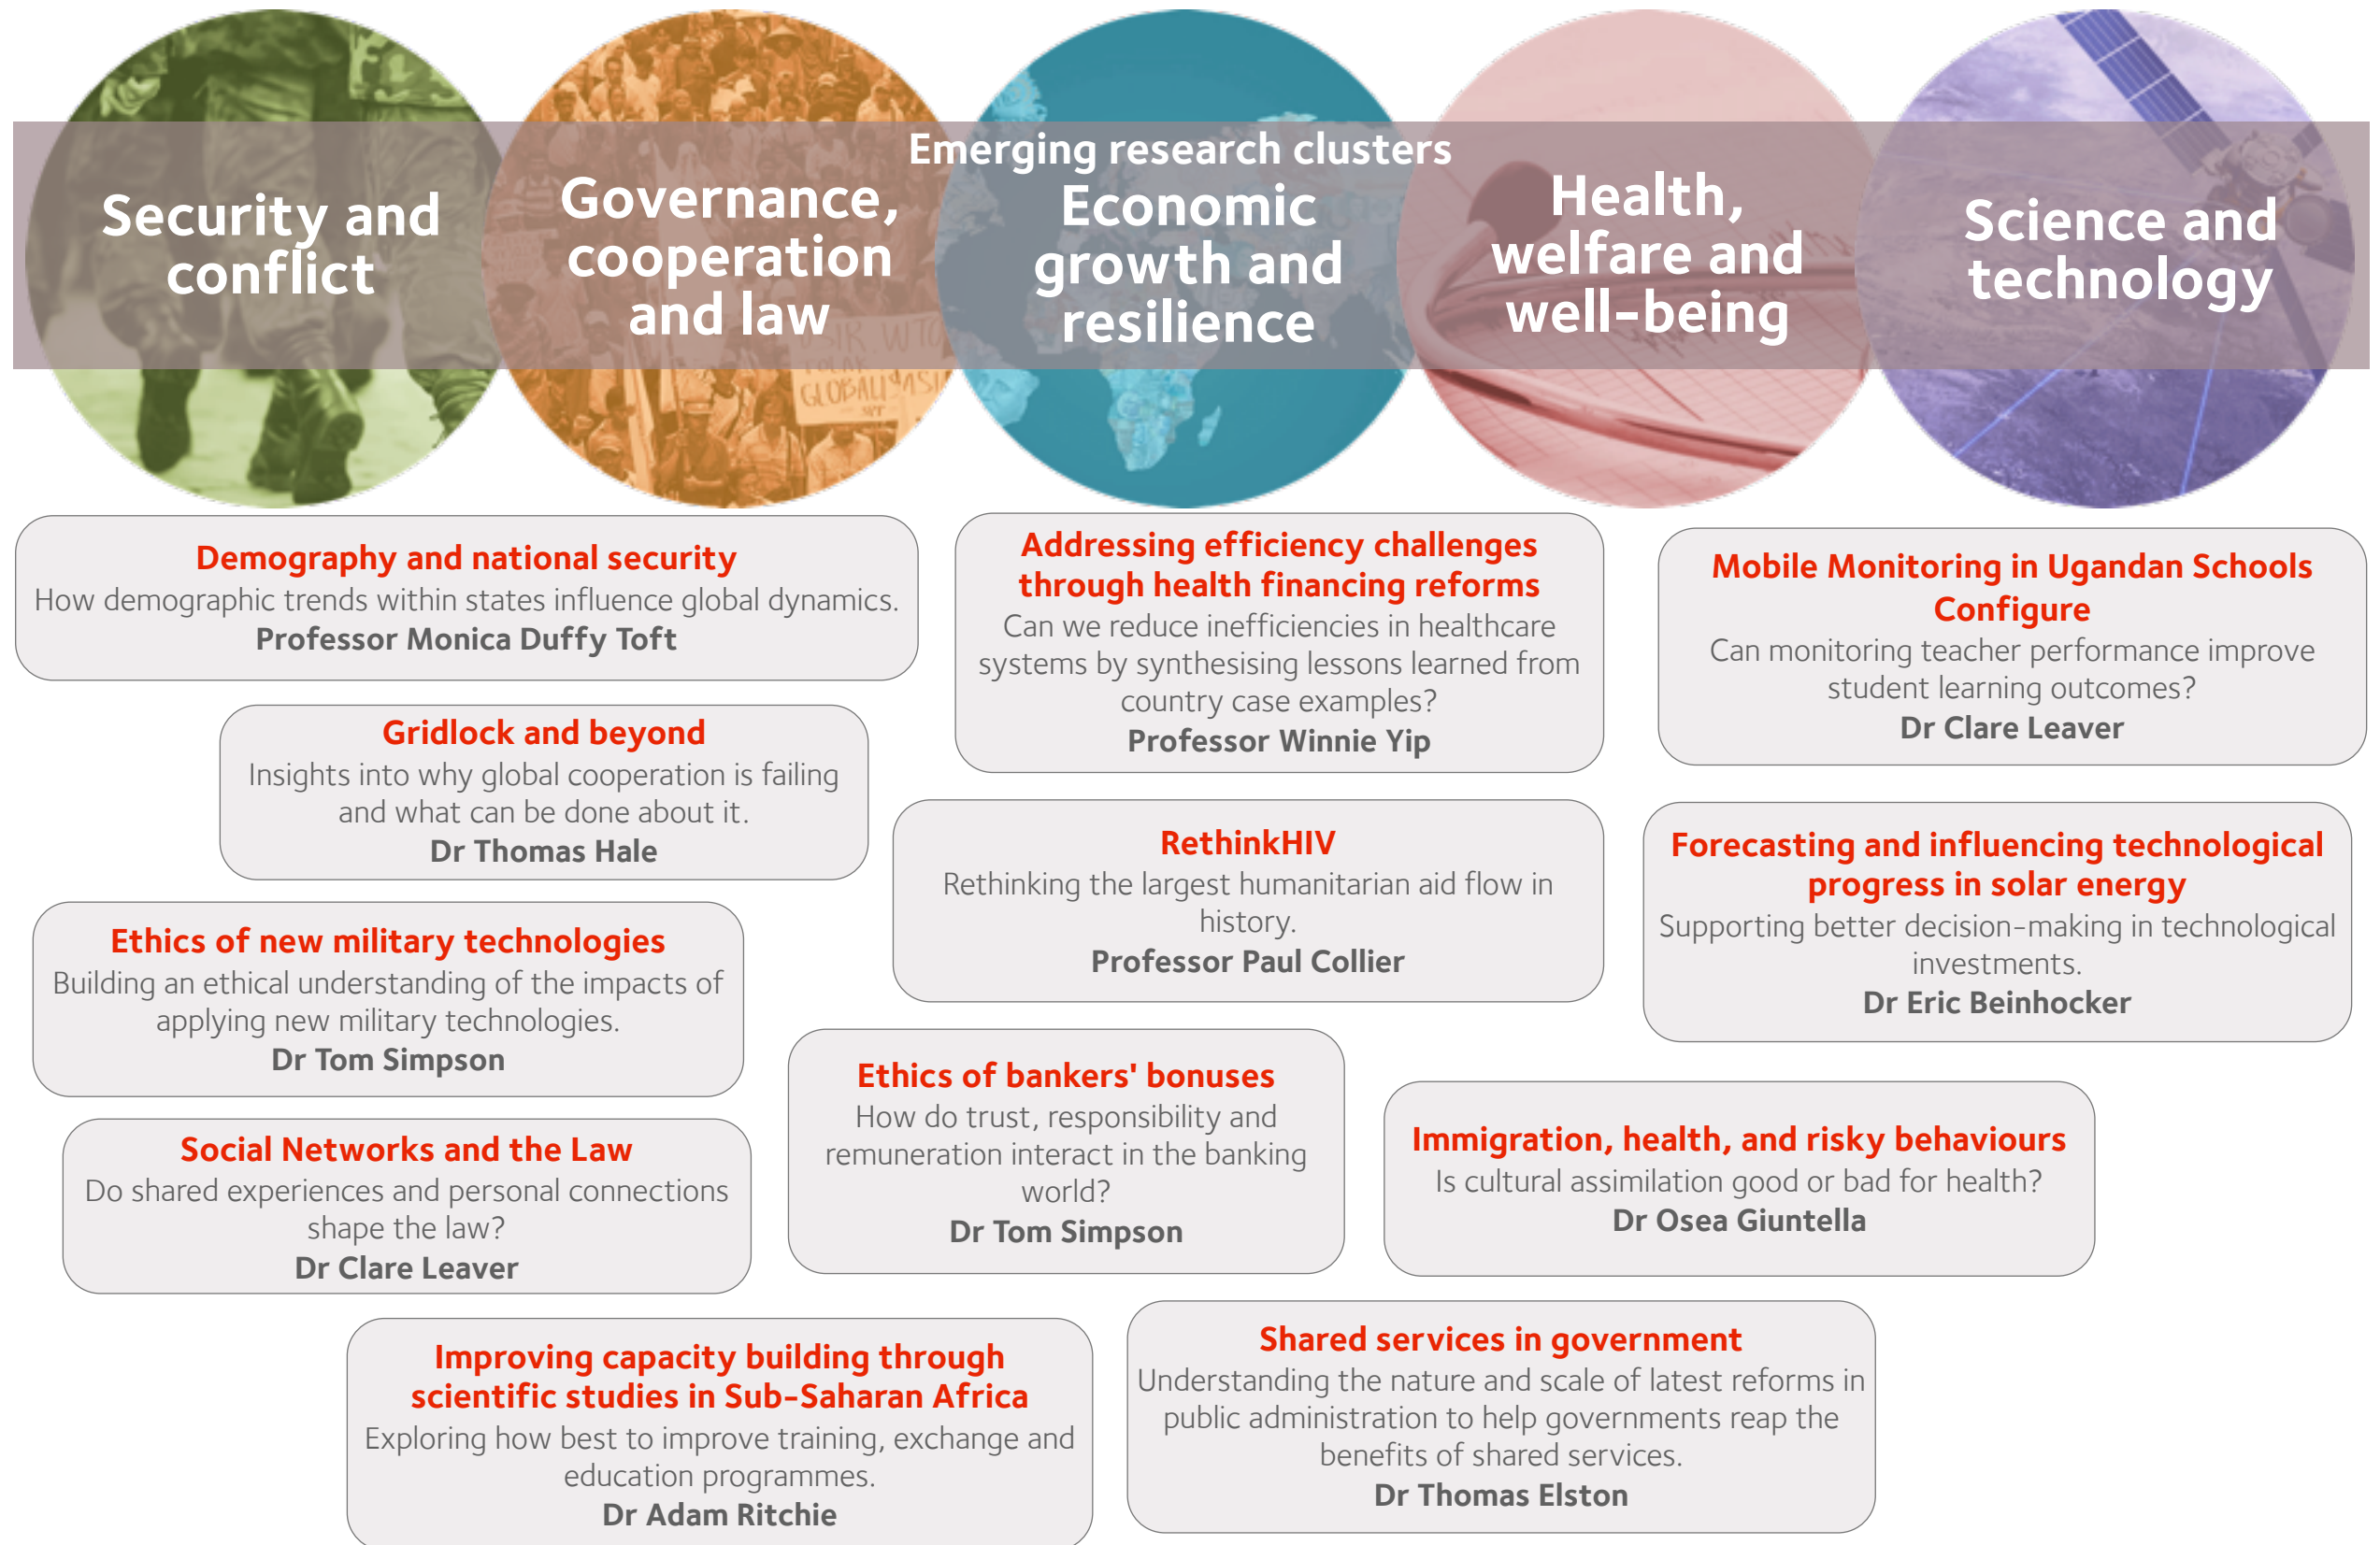 Emerging research clusters
Security and
conflict
Governance,
cooperation
and law
Economic
growth and
resilience
Health,
welfare and
well-being
Science and
technology
WTO
GLOBALI
Demography and national security
How demographic trends within states influence global dynamics.
Professor Monica Duffy Toft
Gridlock and beyond
Insights into why global cooperation is failing
and what can be done about it.
Dr Thomas Hale
Ethics of new military technologies
Building an ethical understanding of the impacts of
applying new military technologies.
Dr Tom Simpson
Social Networks and the Law
Do shared experiences and personal connections
shape the law?
Dr Clare Leaver
Improving capacity building through
scientific studies in Sub-Saharan Africa
Exploring how best to improve training, exchange and
education programmes.
Dr Adam Ritchie
Addressing efficiency challenges
through health financing reforms
Can we reduce inefficiencies in healthcare
systems by synthesising lessons learned from
country case examples?
Professor Winnie Yip
RethinkHIV
Rethinking the largest humanitarian aid flow in
history.
Professor Paul Collier
Ethics of bankers' bonuses
How do trust, responsibility and
remuneration interact in the banking
world?
Dr Tom Simpson
Shared services in government
Understanding the nature and scale of latest reforms in
public administration to help governments reap the
benefits of shared services.
Dr Thomas Elston
Mobile Monitoring in Ugandan Schools
Configure
Can monitoring teacher performance improve
student learning outcomes?
Dr Clare Leaver
Forecasting and influencing technological
progress in solar energy
Supporting better decision-making in technological
investments.
Dr Eric Beinhocker
Immigration, health, and risky behaviours
Is cultural assimilation good or bad for health?
Dr Osea Giuntella